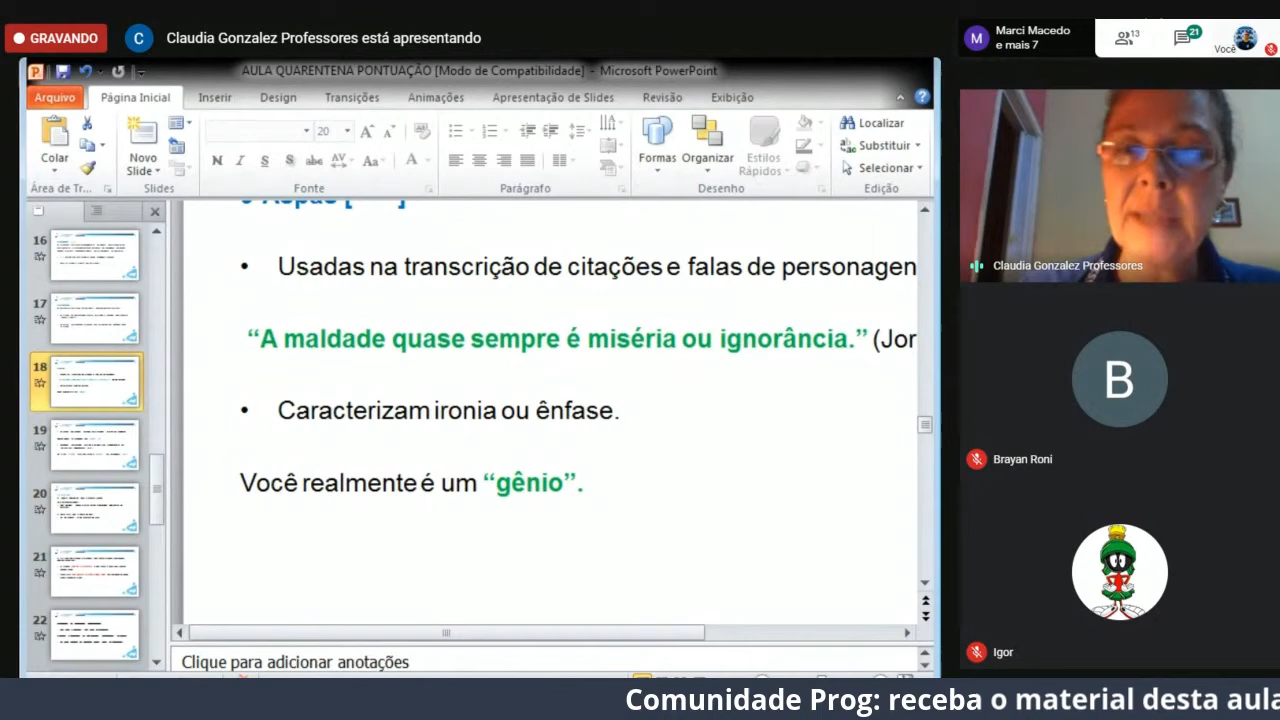 GRAVANDO
C
Claudia Gonzalez Professores está apresentando
M
Marci Macedo
e mais 7
13
21
Você
AULA QUARENTENA PONTUAÇÃO [Modo de Compatibilidade] - Microsoft PowerPoint
Arquivo Página Inicial Inserir Design Transições Animações Apresentação de Slides Revisão Exibição
Colar
Novo
Slide
20
N I S S abc AV Aa A
Formas Organizar Estilos
Rápidos
Localizar
Substituir
Selecionar
Área de Tr... Slides Fonte Parágrafo Desenho Edição
16
17
18
19
20
21
22
• Usadas na transcrição de citações e falas de personagen
“A maldade quase sempre é miséria ou ignorância.” (Jor
• Caracterizam ironia ou ênfase.
Você realmente é um “gênio”.
Clique para adicionar anotações
Claudia Gonzalez Professores
B
Brayan Roni
Igor
Comunidade Prog: receba o material desta aula